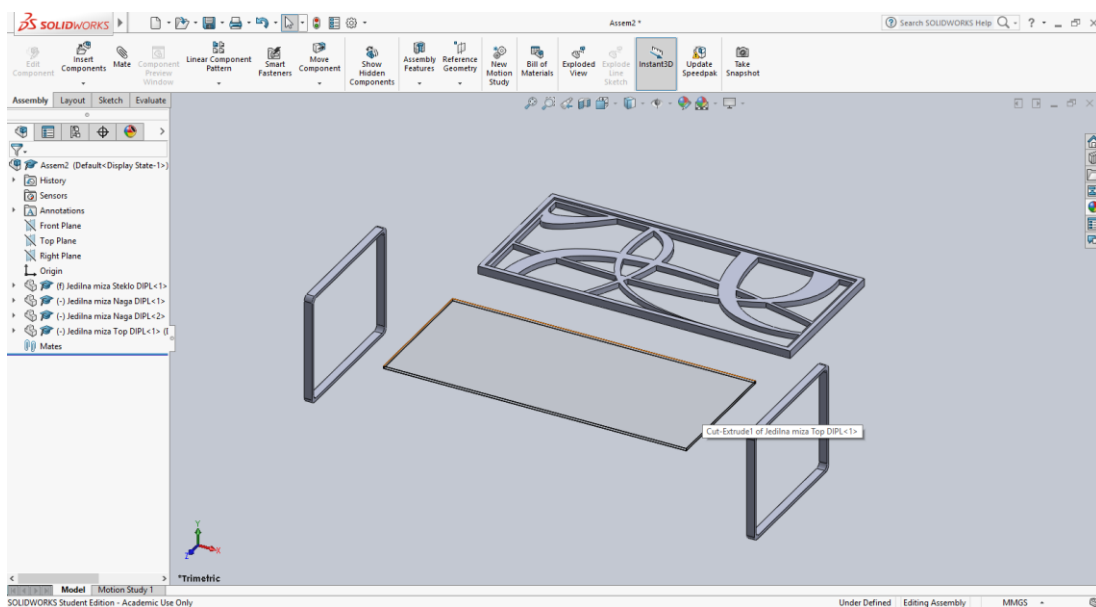 SOLIDWORKS
Assem2 *
Search SOLIDWORKS Help
Edit Component
Insert Components
Mate
Component Preview Window
Linear Component Pattern
Smart Fasteners
Move Component
Show Hidden Components
Assembly Features
Reference Geometry
New Motion Study
Bill of Materials
Exploded View
Explode Line Sketch
Instant3D
Update Speedpak
Take Snapshot
Assembly Layout Sketch Evaluate
Assem2 (Default<Display State-1>)
History
Sensors
Annotations
Front Plane
Top Plane
Right Plane
Origin
(f) Jedilna miza Steklo DIPL<1>
(-) Jedilna miza Naga DIPL<1>
(-) Jedilna miza Naga DIPL<2>
(-) Jedilna miza Top DIPL<1> (I
Mates
Cut-Extrude1 of Jedilna miza Top DIPL<1>
Y
Z
X
*Trimetric
Model Motion Study 1
SOLIDWORKS Student Edition - Academic Use Only
Under Defined Editing Assembly MMGS